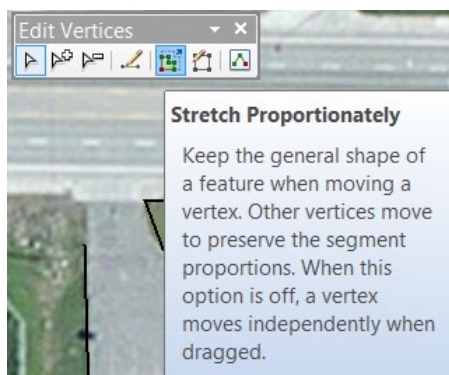 Edit Vertices
Stretch Proportionately
Keep the general shape of
a feature when moving a
vertex. Other vertices move
to preserve the segment
proportions. When this
option is off, a vertex
moves independently when
dragged.